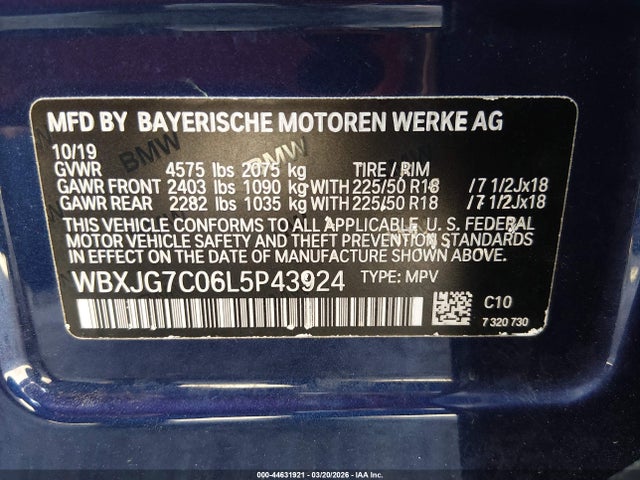 MFD BY BAYERISCHE MOTOREN WERKE AG
10/19
GVWR 4575 lbs 2075 kg TIRE / RIM
GAWR FRONT 2403 lbs 1090 kg WITH 225/50 R18 /7 1/2Jx18
GAWR REAR 2282 lbs 1035 kg WITH 225/50 R18 /7 1/2Jx18
THIS VEHICLE CONFORMS TO ALL APPLICABLE U. S. FEDERAL
MOTOR VEHICLE SAFETY AND THEFT PREVENTION STANDARDS
IN EFFECT ON THE DATE OF MANUFACTURE SHOWN ABOVE.
WBXJG7C06L5P43924 TYPE: MPV
C10
7 320 730
000-44631921 - 03/20/2026 - IAA Inc.